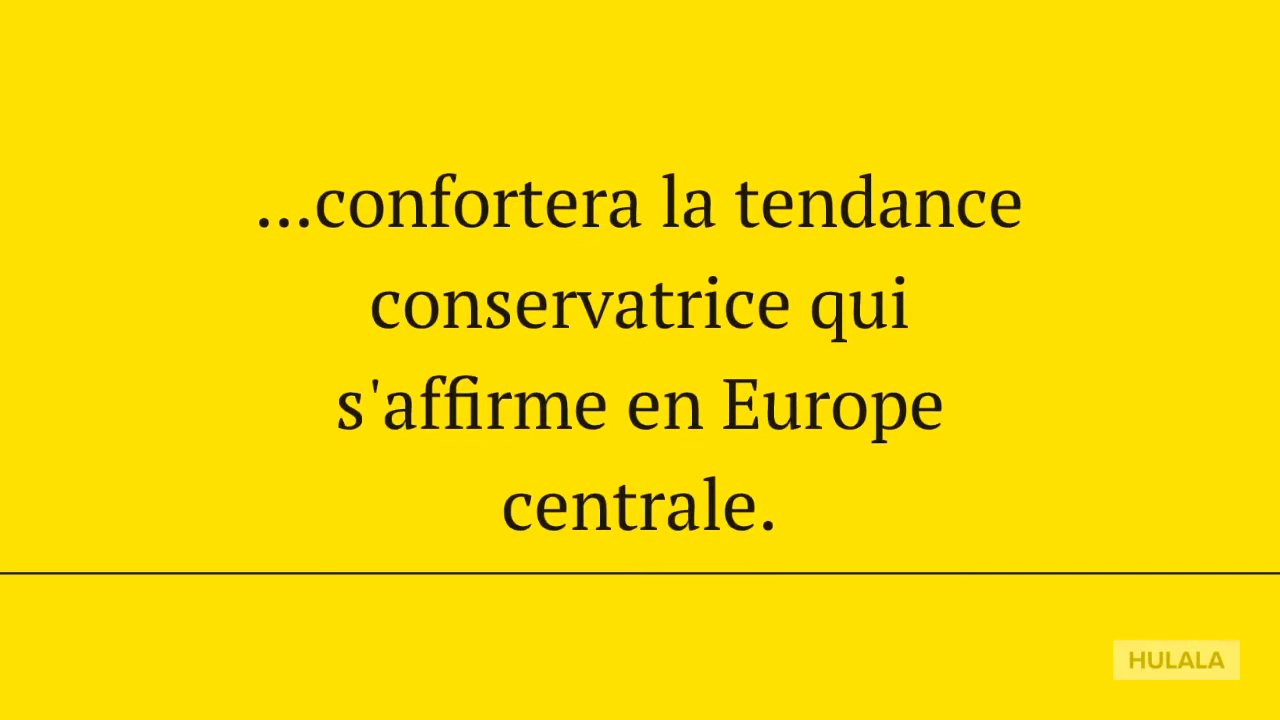 ...confortera la tendance
conservatrice qui
s'affirme en Europe
centrale.
HULALA